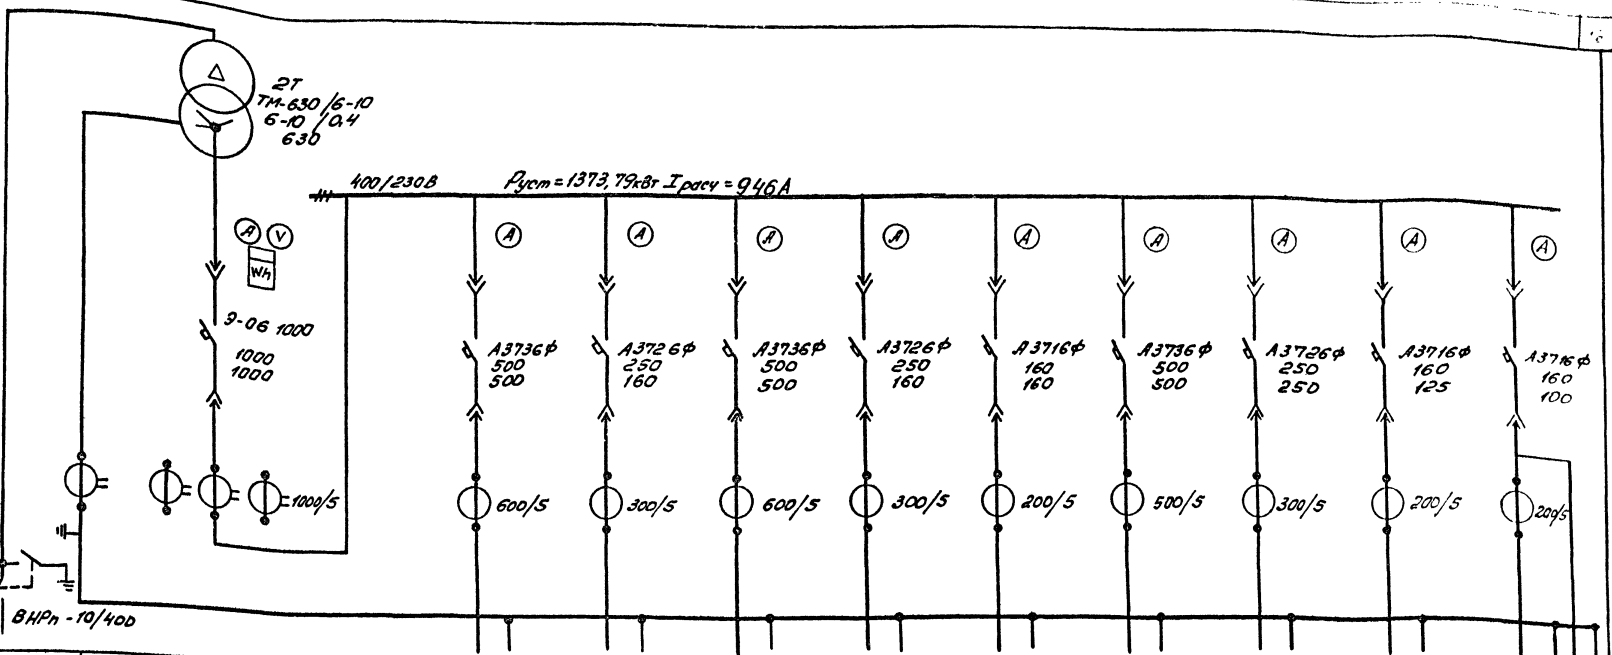 2Т
ТМ-630/6-10
6-10/0,4
630
400/230В Руст=1373,79кВт Iрасч=946А
А V
Wh
А А А А А А А А А
Э-06 1000
1000
1000
А3736Ф
500
500
А3726Ф
250
160
А3736Ф
500
500
А3726Ф
250
160
А3716Ф
160
160
А3736Ф
500
500
А3726Ф
250
250
А3716Ф
160
125
А3716Ф
160
100
1000/5
600/5
300/5
600/5
300/5
200/5
500/5
300/5
200/5
200/5
ВНРп-10/400